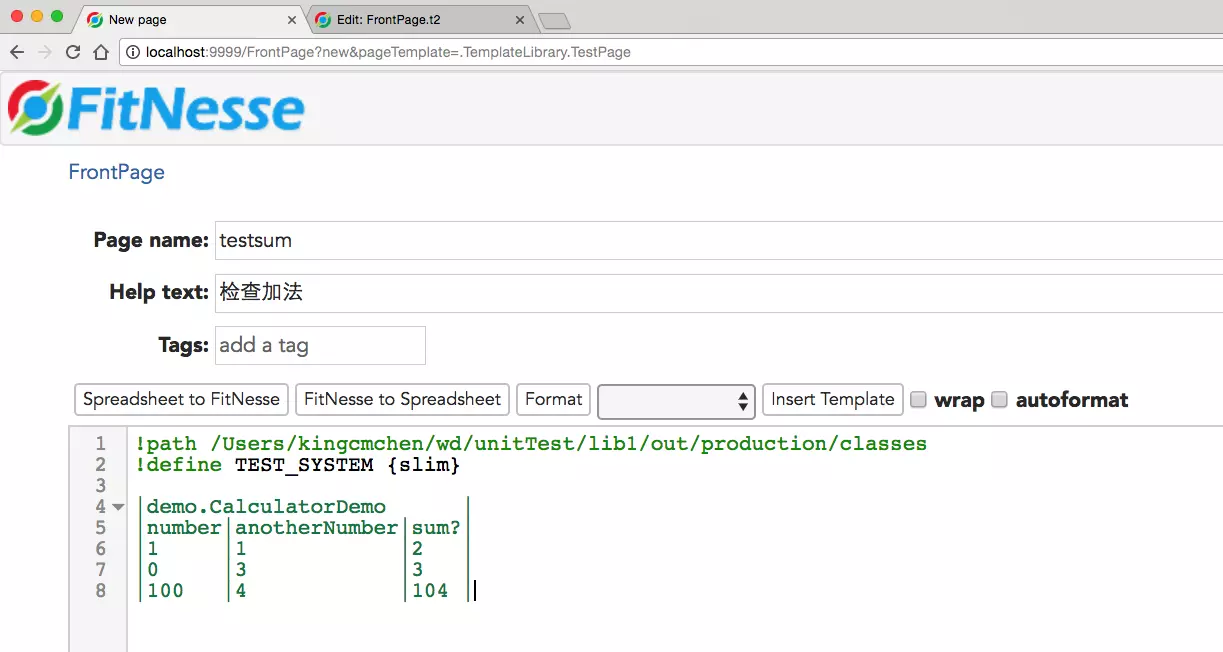 New page
Edit: FrontPage.t2
localhost:9999/FrontPage?new&pageTemplate=.TemplateLibrary.TestPage
FitNesse
FrontPage
Page name: testsum
Help text: 检查加法
Tags: add a tag
Spreadsheet to FitNesse FitNesse to Spreadsheet Format Insert Template wrap autoformat
1 !path /Users/kingcmchen/wd/unitTest/lib1/out/production/classes
2 !define TEST_SYSTEM {slim}
3
4 |demo.CalculatorDemo |
5 |number|anotherNumber|sum?|
6 |1 |1 |2 |
7 |0 |3 |3 |
8 |100 |4 |104 |